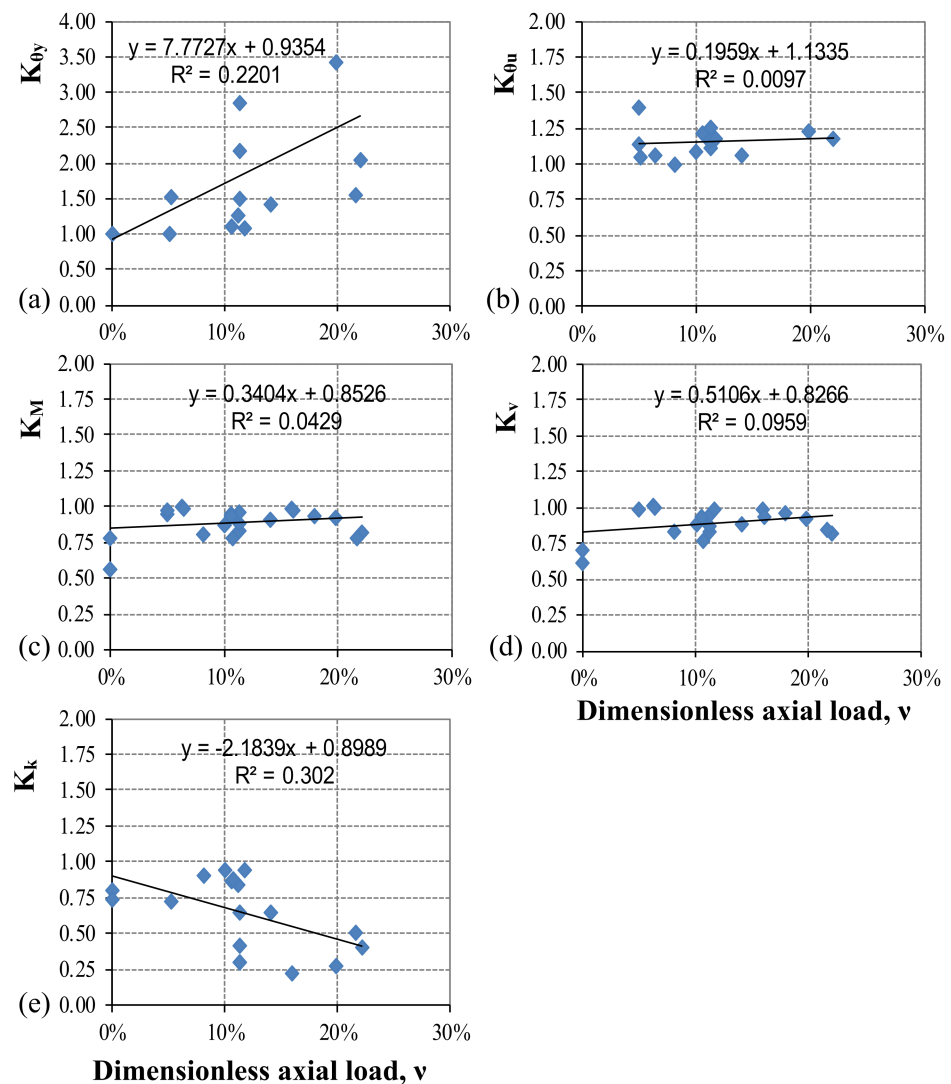 4.00
3.50
3.00
2.50
2.00
1.50
1.00
0.50
0.00
K_θy
y = 7.7727x + 0.9354
R² = 0.2201
(a)
0% 10% 20% 30%
2.00
1.75
1.50
1.25
1.00
0.75
0.50
0.25
0.00
K_θu
y = 0.1959x + 1.1335
R² = 0.0097
(b)
0% 10% 20% 30%
2.00
1.75
1.50
1.25
1.00
0.75
0.50
0.25
0.00
K_M
y = 0.3404x + 0.8526
R² = 0.0429
(c)
0% 10% 20% 30%
2.00
1.75
1.50
1.25
1.00
0.75
0.50
0.25
0.00
K_v
y = 0.5106x + 0.8266
R² = 0.0959
(d)
0% 10% 20% 30%
Dimensionless axial load, ν
2.00
1.75
1.50
1.25
1.00
0.75
0.50
0.25
0.00
K_k
y = -2.1839x + 0.8989
R² = 0.302
(e)
0% 10% 20% 30%
Dimensionless axial load, ν